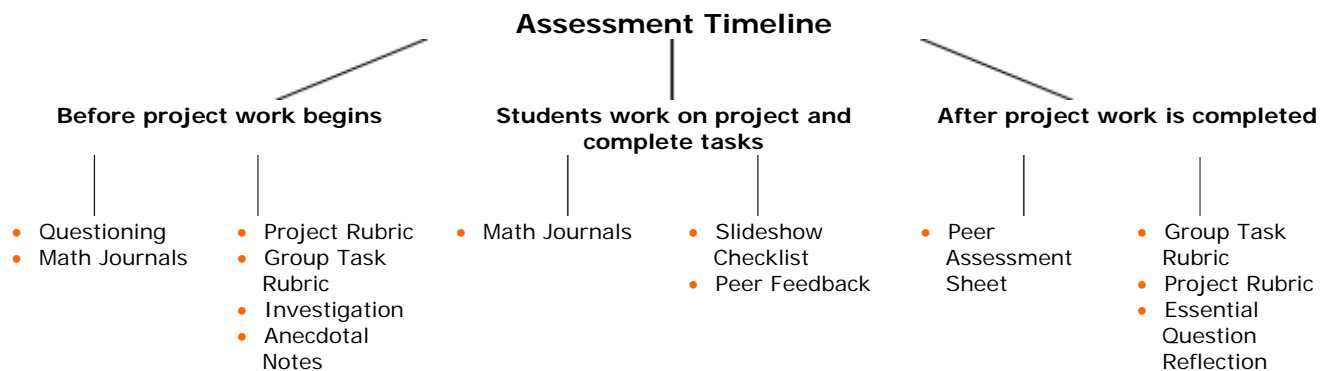 Assessment Timeline
Before project work begins
Students work on project and
complete tasks
After project work is completed
• Questioning
• Math Journals
• Project Rubric
• Group Task
Rubric
• Investigation
• Anecdotal
Notes
• Math Journals
• Slideshow
Checklist
• Peer Feedback
• Peer
Assessment
Sheet
• Group Task
Rubric
• Project Rubric
• Essential
Question
Reflection